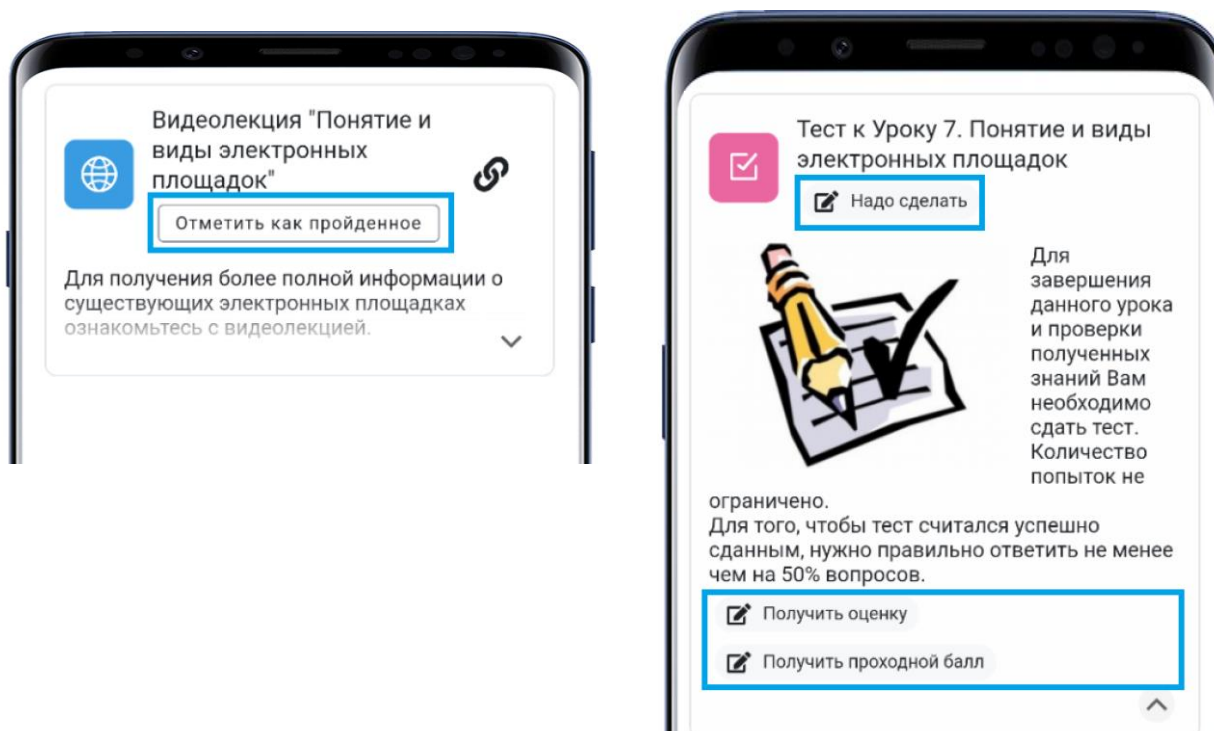 Видеолекция "Понятие и
виды электронных
площадок"
Отметить как пройденное
Для получения более полной информации о
существующих электронных площадках
ознакомьтесь с видеолекцией.
Тест к Уроку 7. Понятие и виды
электронных площадок
Надо сделать
Для
завершения
данного урока
и проверки
полученных
знаний Вам
необходимо
сдать тест.
Количество
попыток не
ограничено.
Для того, чтобы тест считался успешно
сданным, нужно правильно ответить не менее
чем на 50% вопросов.
Получить оценку
Получить проходной балл